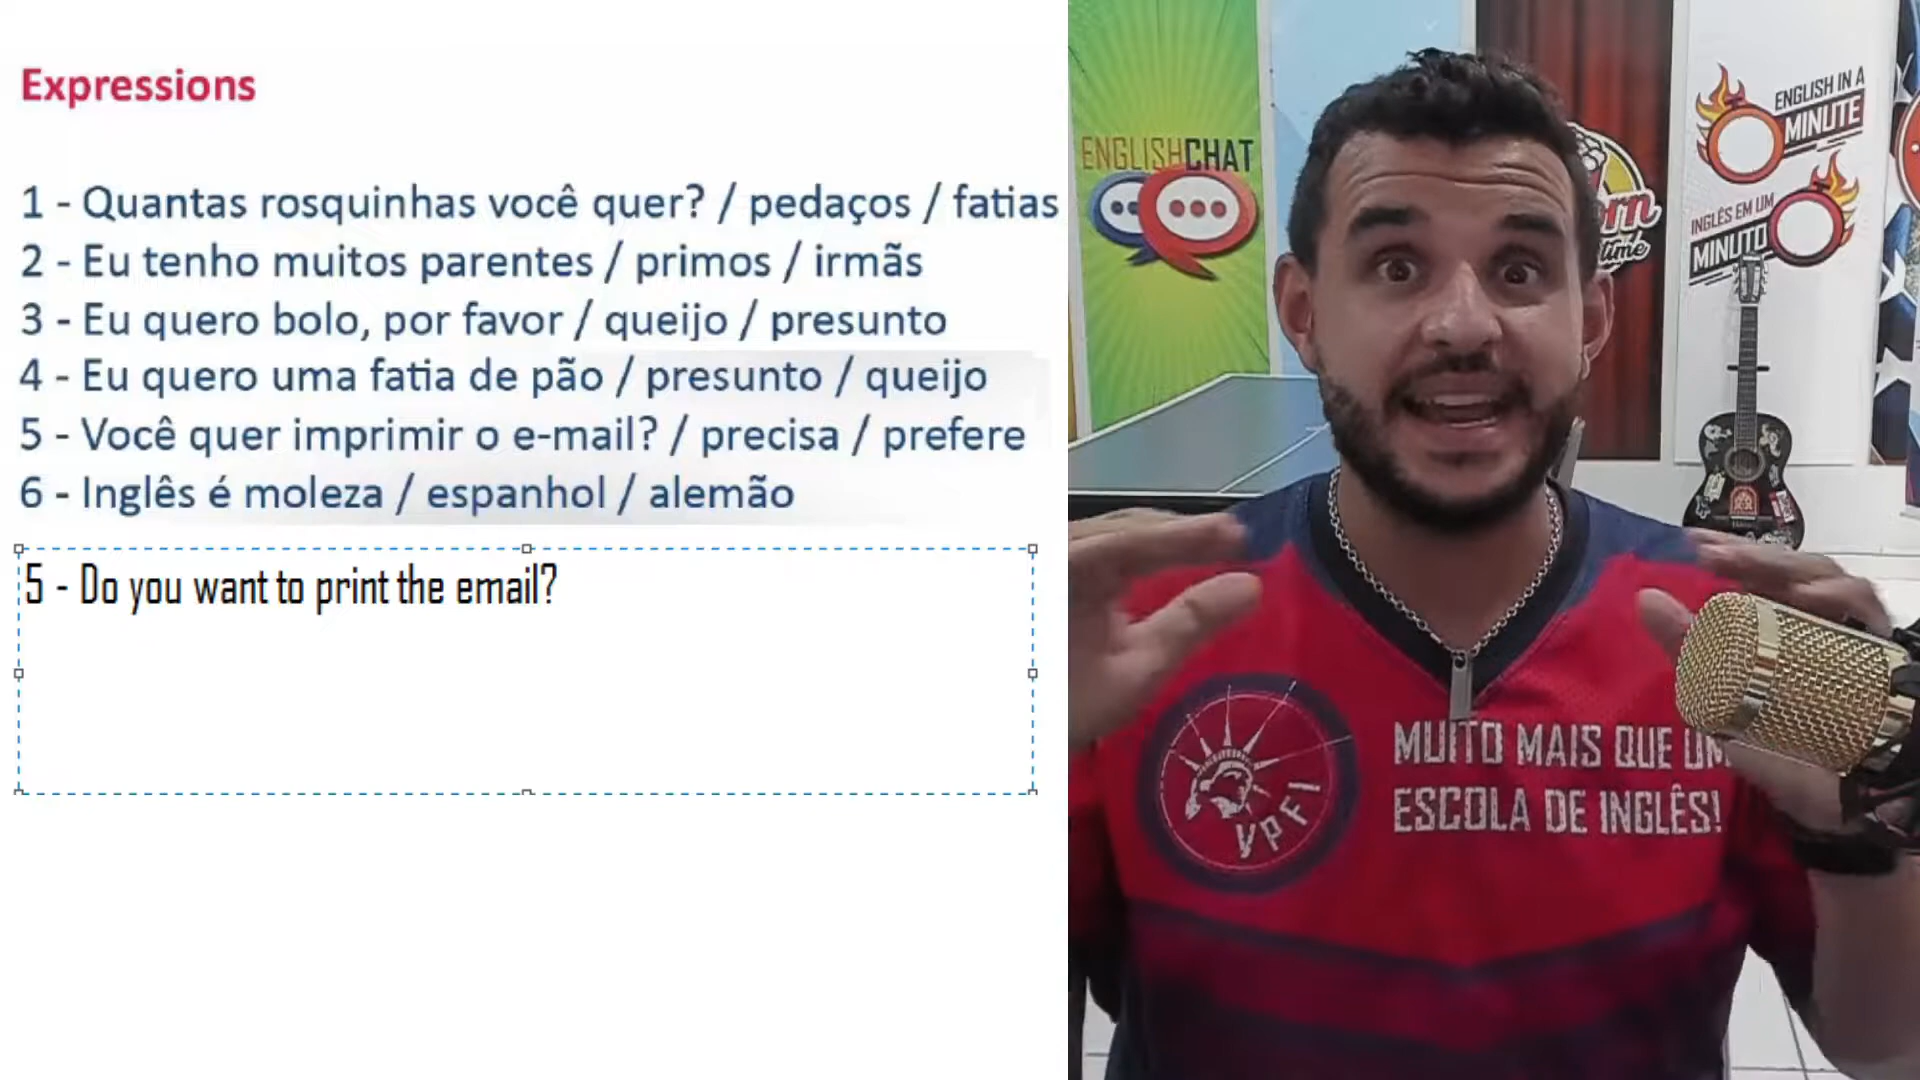 Expressions
1 - Quantas rosquinhas você quer? / pedaços / fatias
2 - Eu tenho muitos parentes / primos / irmãs
3 - Eu quero bolo, por favor / queijo / presunto
4 - Eu quero uma fatia de pão / presunto / queijo
5 - Você quer imprimir o e-mail? / precisa / prefere
6 - Inglês é moleza / espanhol / alemão
5 - Do you want to print the email?
ENGLISHCHAT
ENGLISH IN A
MINUTE
INGLÊS EM UM
MINUTO
time
VPFI
MUITO MAIS QUE UM
ESCOLA DE INGLÊS!